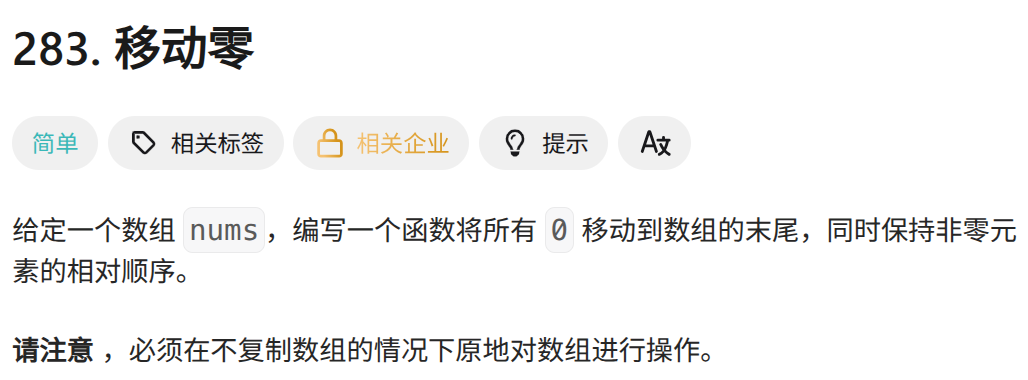 283. 移动零
简单 相关标签 相关企业 提示 A文
给定一个数组 nums，编写一个函数将所有 0 移动到数组的末尾，同时保持非零元
素的相对顺序。
请注意 ，必须在不复制数组的情况下原地对数组进行操作。